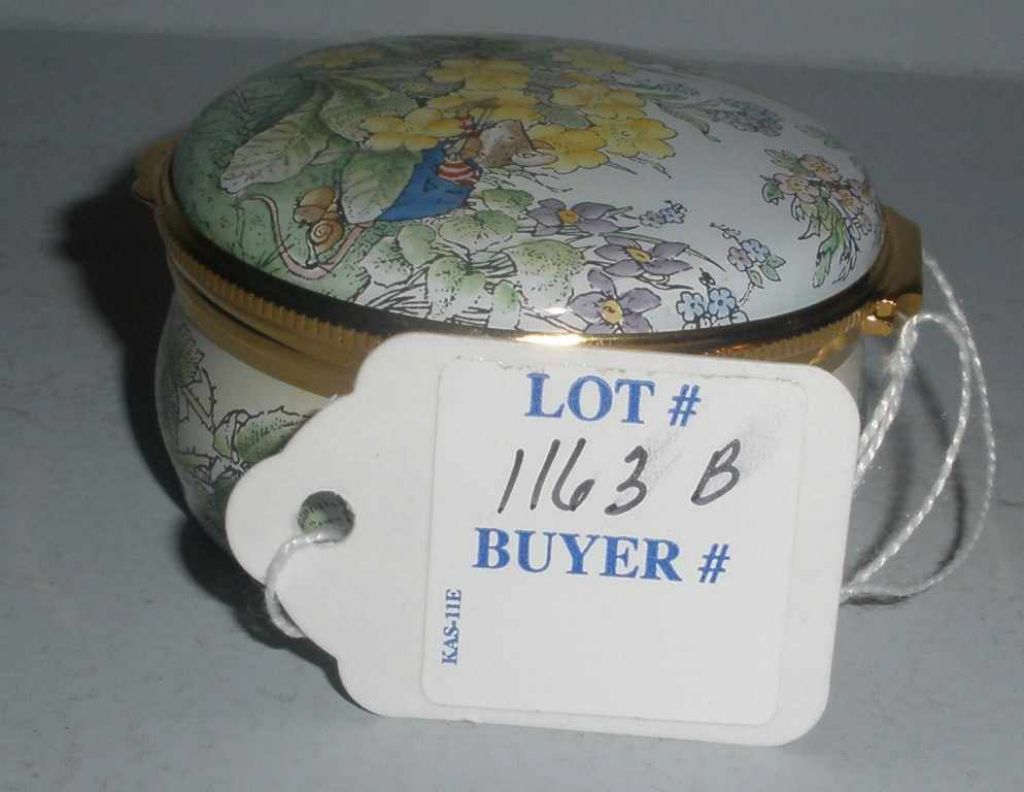 LOT #
1163 B
BUYER #
KAS-11E